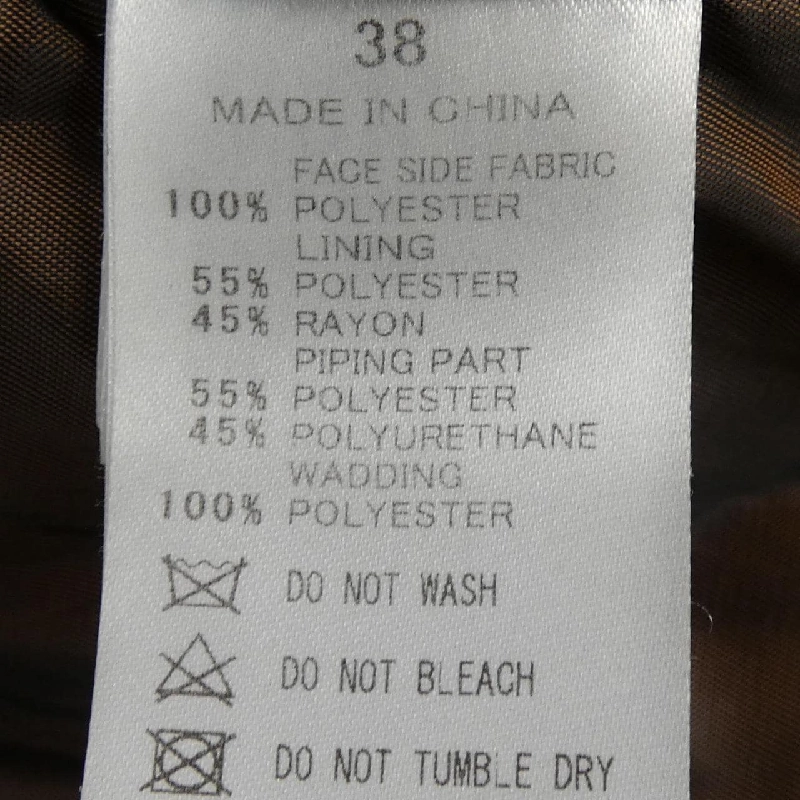 38
MADE IN CHINA
FACE SIDE FABRIC
100% POLYESTER
LINING
55% POLYESTER
45% RAYON
PIPING PART
55% POLYESTER
45% POLYURETHANE
WADDING
100% POLYESTER
DO NOT WASH
DO NOT BLEACH
DO NOT TUMBLE DRY